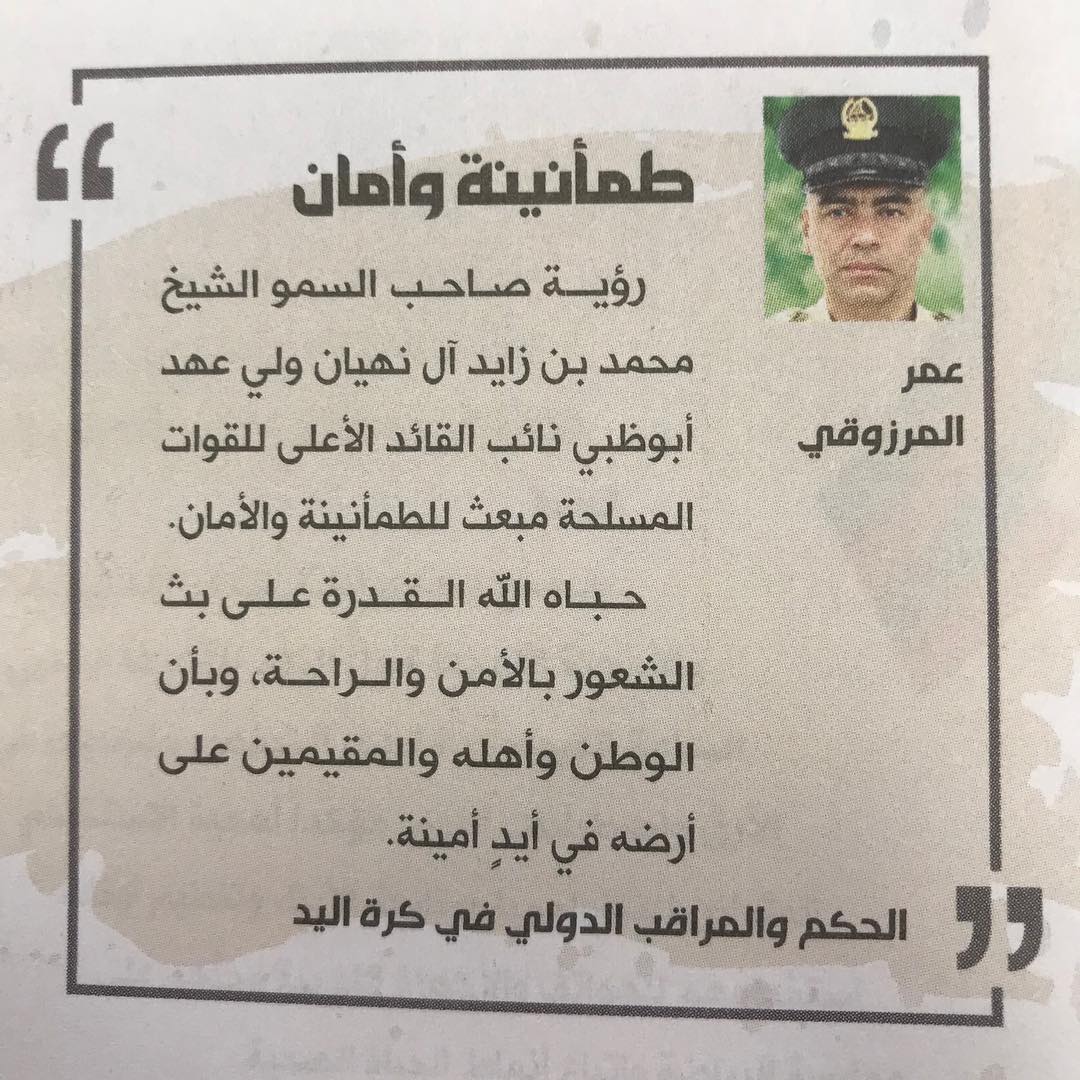 طمأنينة وأمان
رؤية صاحب السمو الشيخ
محمد بن زايد آل نهيان ولي عهد
أبوظبي نائب القائد الأعلى للقوات
المسلحة مبعث للطمأنينة والأمان.
حباه الله القدرة على بث
الشعور بالأمن والراحة، وبأن
الوطن وأهله والمقيمين على
أرضه في أيدٍ أمينة.
الحكم والمراقب الدولي في كرة اليد
عمر
المرزوقي